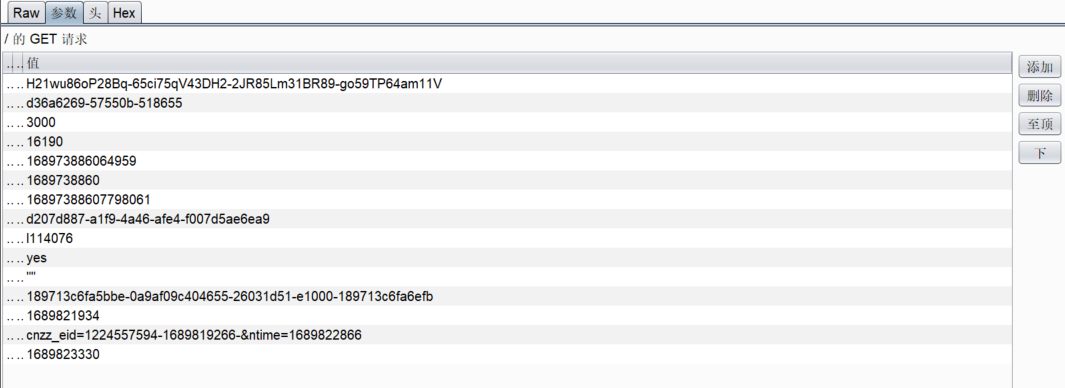 Raw 参数 头 Hex
/ 的 GET 请求
.. .. 值
.. .. H21wu86oP28Bq-65ci75qV43DH2-2JR85Lm31BR89-go59TP64am11V
.. .. d36a6269-57550b-518655
.. .. 3000
.. .. 16190
.. .. 168973886064959
.. .. 1689738860
.. .. 16897388607798061
.. .. d207d887-a1f9-4a46-afe4-f007d5ae6ea9
.. .. l114076
.. .. yes
.. .. ""
.. .. 189713c6fa5bbe-0a9af09c404655-26031d51-e1000-189713c6fa6efb
.. .. 1689821934
.. .. cnzz_eid=1224557594-1689819266-&ntime=1689822866
.. .. 1689823330
添加
删除
至顶
下